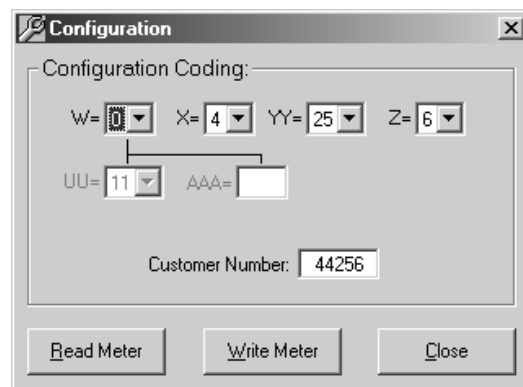 Configuration
Configuration Coding:
W= 0 X= 4 YY= 25 Z= 6
UU= 11 AAA=
Customer Number: 44256
Read Meter Write Meter Close